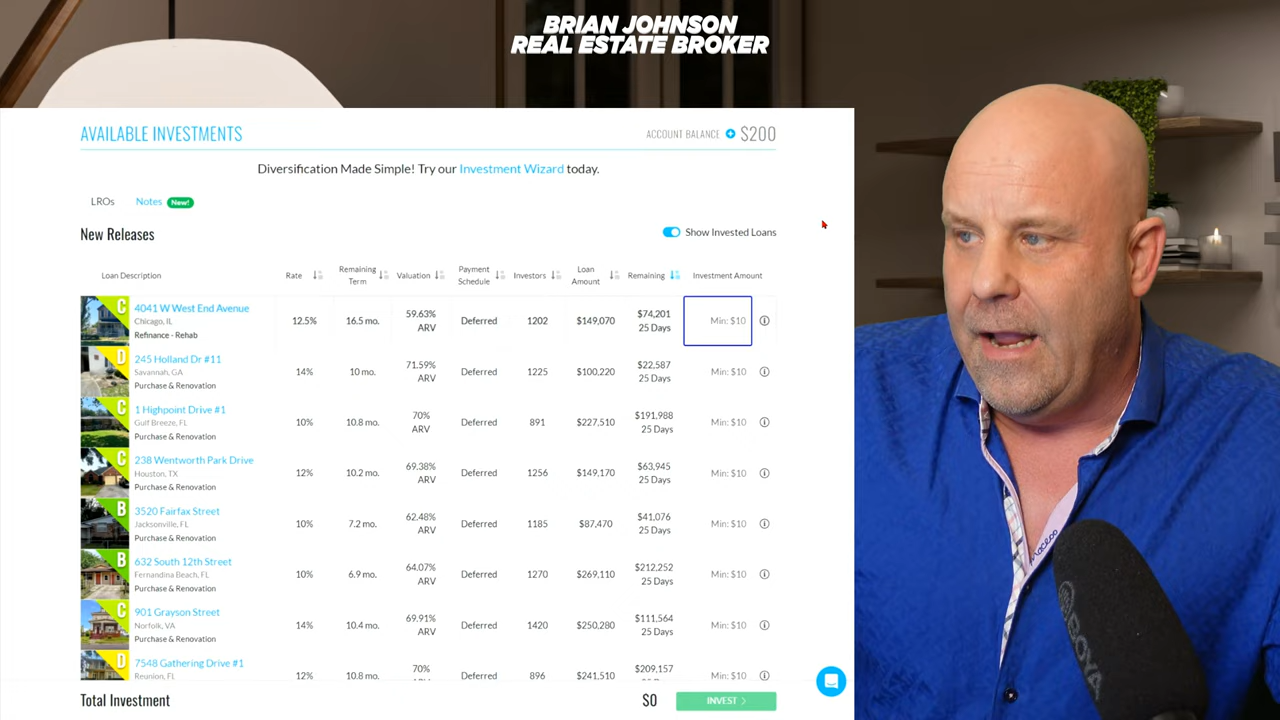 BRIAN JOHNSON
REAL ESTATE BROKER
AVAILABLE INVESTMENTS
ACCOUNT BALANCE $200
Diversification Made Simple! Try our Investment Wizard today.
LROs Notes New!
New Releases
Show Invested Loans
Loan Description Rate Remaining Term Valuation Payment Schedule Investors Loan Amount Remaining Investment Amount
C
4041 W West End Avenue
Chicago, IL
Refinance - Rehab
12.5% 16.5 mo. 59.63% ARV Deferred 1202 $149,070 $74,201 25 Days Min: $10
D
245 Holland Dr #11
Savannah, GA
Purchase & Renovation
14% 10 mo. 71.59% ARV Deferred 1225 $100,220 $22,587 25 Days Min: $10
C
1 Highpoint Drive #1
Gulf Breeze, FL
Purchase & Renovation
10% 10.8 mo. 70% ARV Deferred 891 $227,510 $191,988 25 Days Min: $10
C
238 Wentworth Park Drive
Houston, TX
Purchase & Renovation
12% 10.2 mo. 69.38% ARV Deferred 1256 $149,170 $63,945 25 Days Min: $10
B
3520 Fairfax Street
Jacksonville, FL
Purchase & Renovation
10% 7.2 mo. 62.48% ARV Deferred 1185 $87,470 $41,076 25 Days Min: $10
B
632 South 12th Street
Fernandina Beach, FL
Purchase & Renovation
10% 6.9 mo. 64.07% ARV Deferred 1270 $269,110 $212,252 25 Days Min: $10
C
901 Grayson Street
Norfolk, VA
Purchase & Renovation
14% 10.4 mo. 69.91% ARV Deferred 1420 $250,280 $111,564 25 Days Min: $10
D
7548 Gathering Drive #1
Reunion, FL
12% 10.8 mo. 70% Deferred 896 $241,510 $209,157 Min: $10
Total Investment $0 INVEST
BOYA